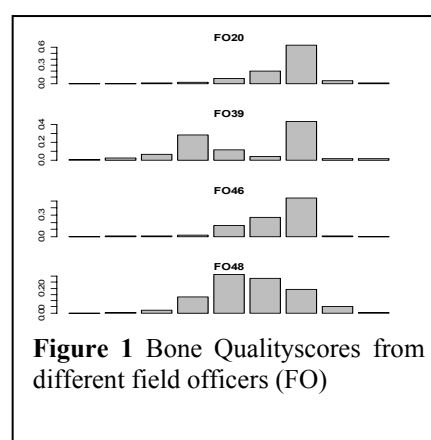 FO20
0.0 0.3 0.6
FO39
0.0 0.2 0.4
FO46
0.0 0.3
FO48
0.00 0.20
Figure 1 Bone Qualityscores from
different field officers (FO)